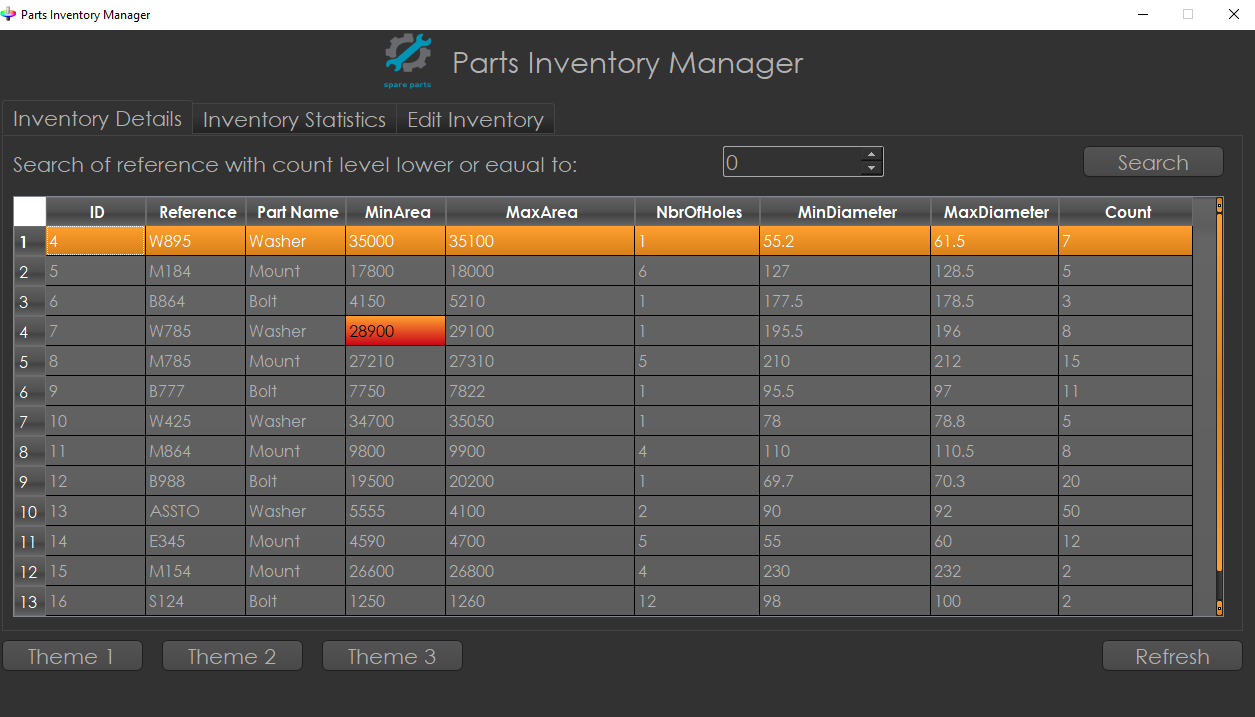 Parts Inventory Manager
spare parts
Parts Inventory Manager
Inventory Details Inventory Statistics Edit Inventory
Search of reference with count level lower or equal to: 0 Search
ID Reference Part Name MinArea MaxArea NbrOfHoles MinDiameter MaxDiameter Count
1 4 W895 Washer 35000 35100 1 55.2 61.5 7
2 5 M184 Mount 17800 18000 6 127 128.5 5
3 6 B864 Bolt 4150 5210 1 177.5 178.5 3
4 7 W785 Washer 28900 29100 1 195.5 196 8
5 8 M785 Mount 27210 27310 5 210 212 15
6 9 B777 Bolt 7750 7822 1 95.5 97 11
7 10 W425 Washer 34700 35050 1 78 78.8 5
8 11 M864 Mount 9800 9900 4 110 110.5 8
9 12 B988 Bolt 19500 20200 1 69.7 70.3 20
10 13 ASSTO Washer 5555 4100 2 90 92 50
11 14 E345 Mount 4590 4700 5 55 60 12
12 15 M154 Mount 26600 26800 4 230 232 2
13 16 S124 Bolt 1250 1260 12 98 100 2
Theme 1 Theme 2 Theme 3 Refresh